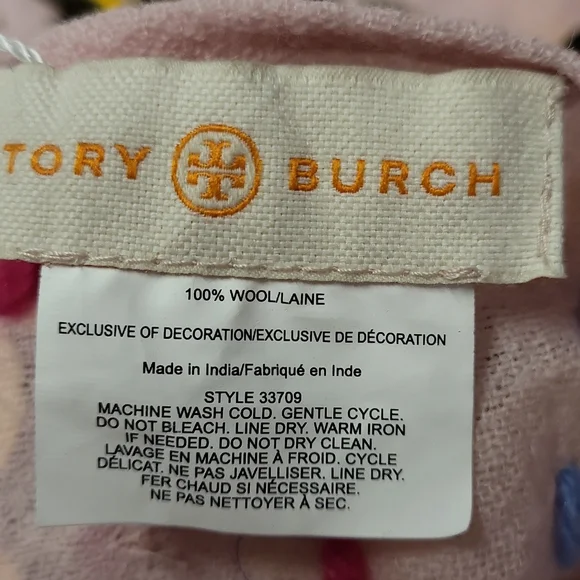 TORY BURCH
100% WOOL/LAINE
EXCLUSIVE OF DECORATION/EXCLUSIVE DE DÉCORATION
Made in India/Fabriqué en Inde
STYLE 33709
MACHINE WASH COLD. GENTLE CYCLE.
DO NOT BLEACH. LINE DRY. WARM IRON
IF NEEDED. DO NOT DRY CLEAN.
LAVAGE EN MACHINE À FROID. CYCLE
DÉLICAT. NE PAS JAVELLISER. LINE DRY.
FER CHAUD SI NÉCESSAIRE.
NE PAS NETTOYER À SEC.